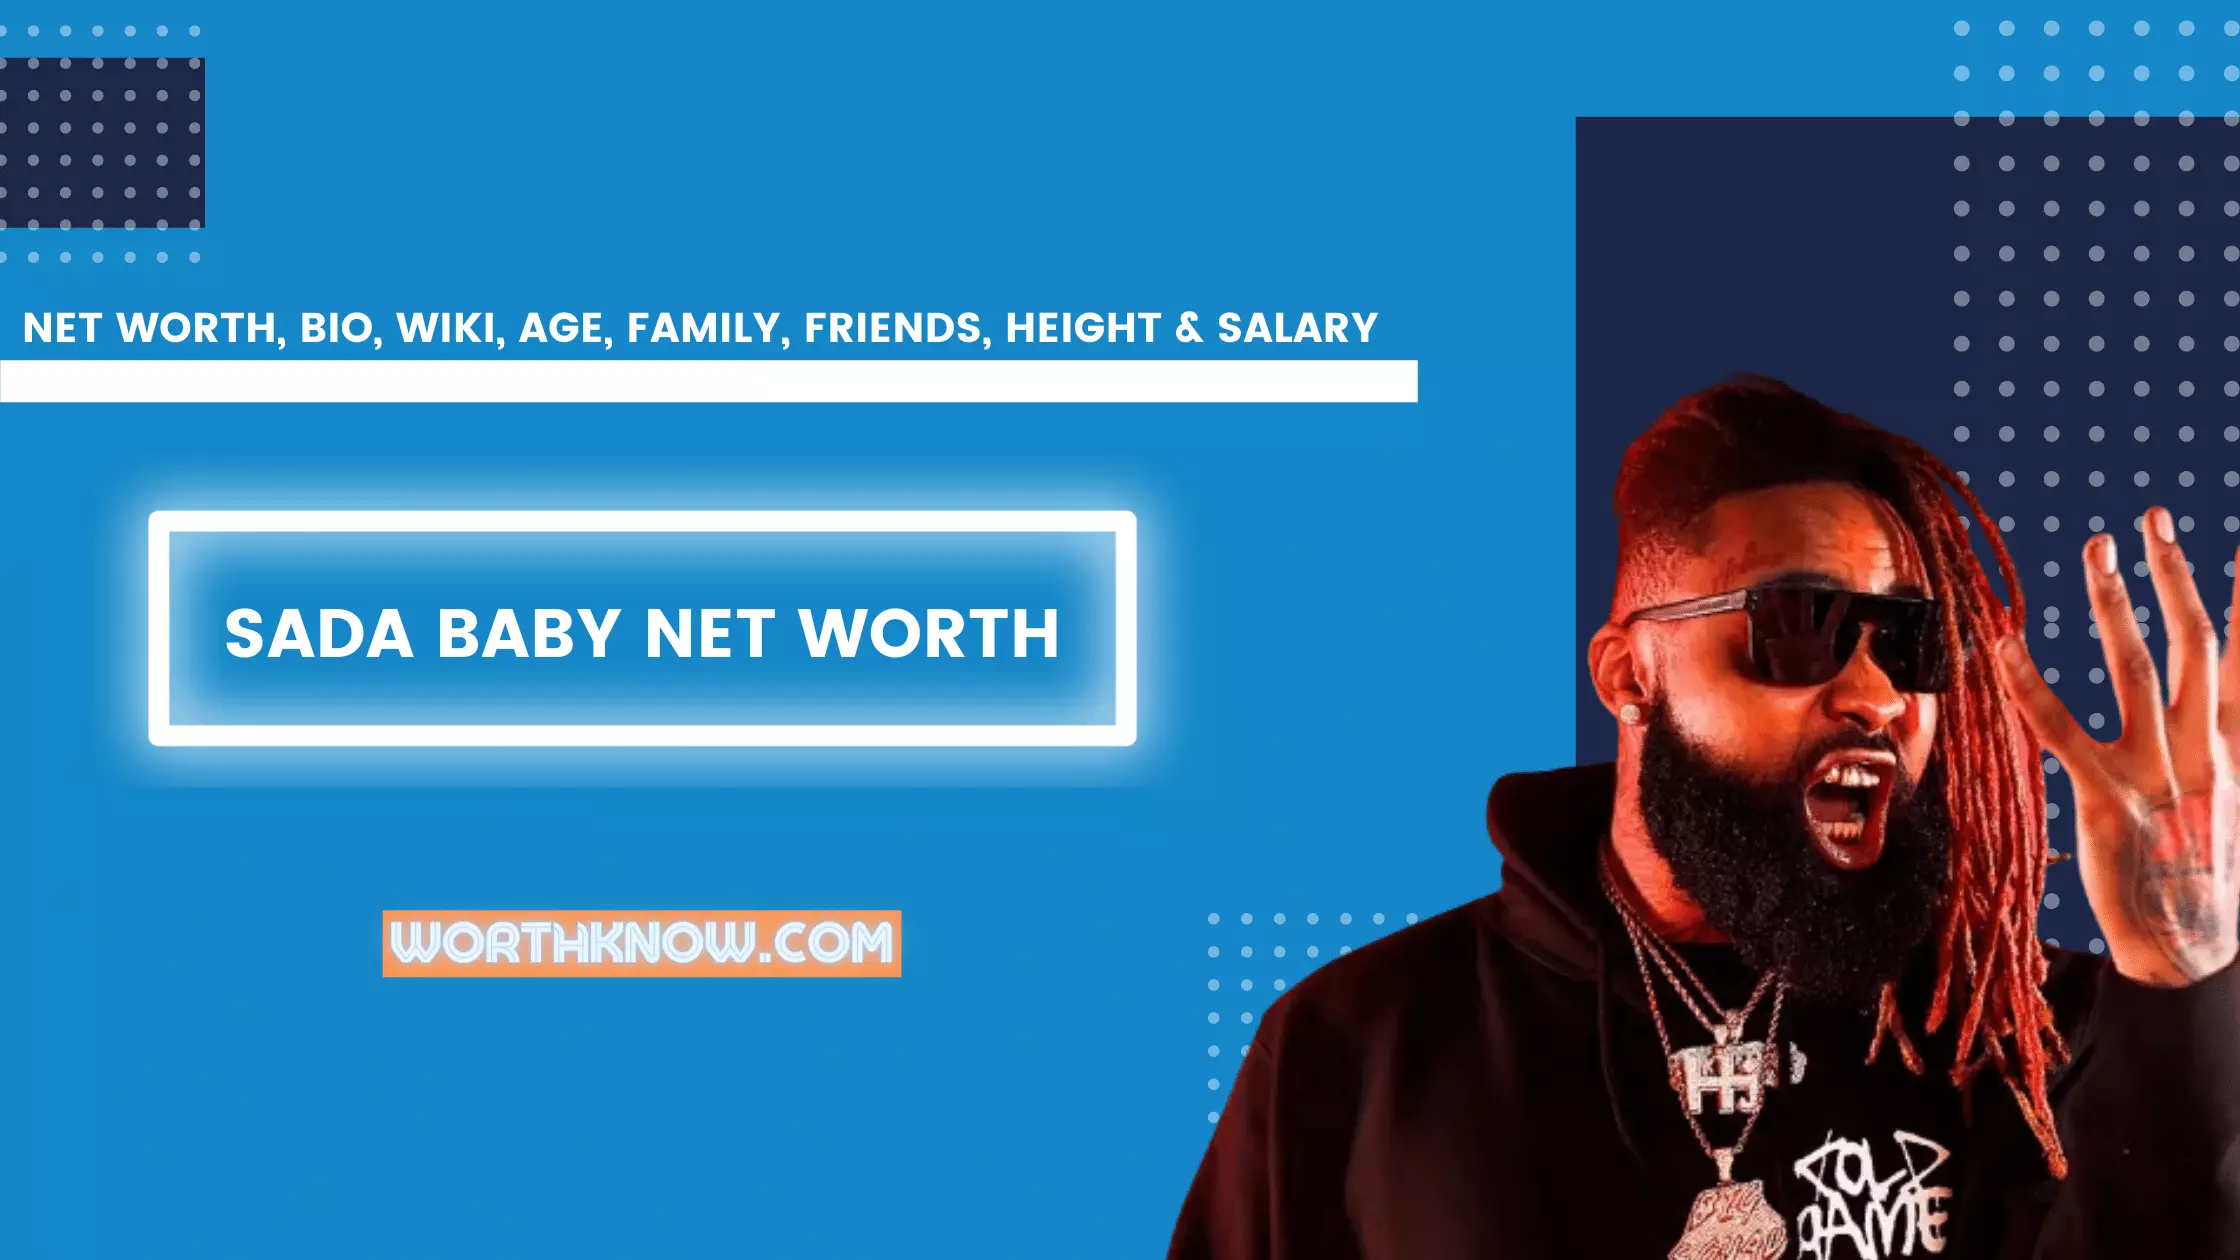 NET WORTH, BIO, WIKI, AGE, FAMILY, FRIENDS, HEIGHT & SALARY
SADA BABY NET WORTH
WORTHKNOW.COM